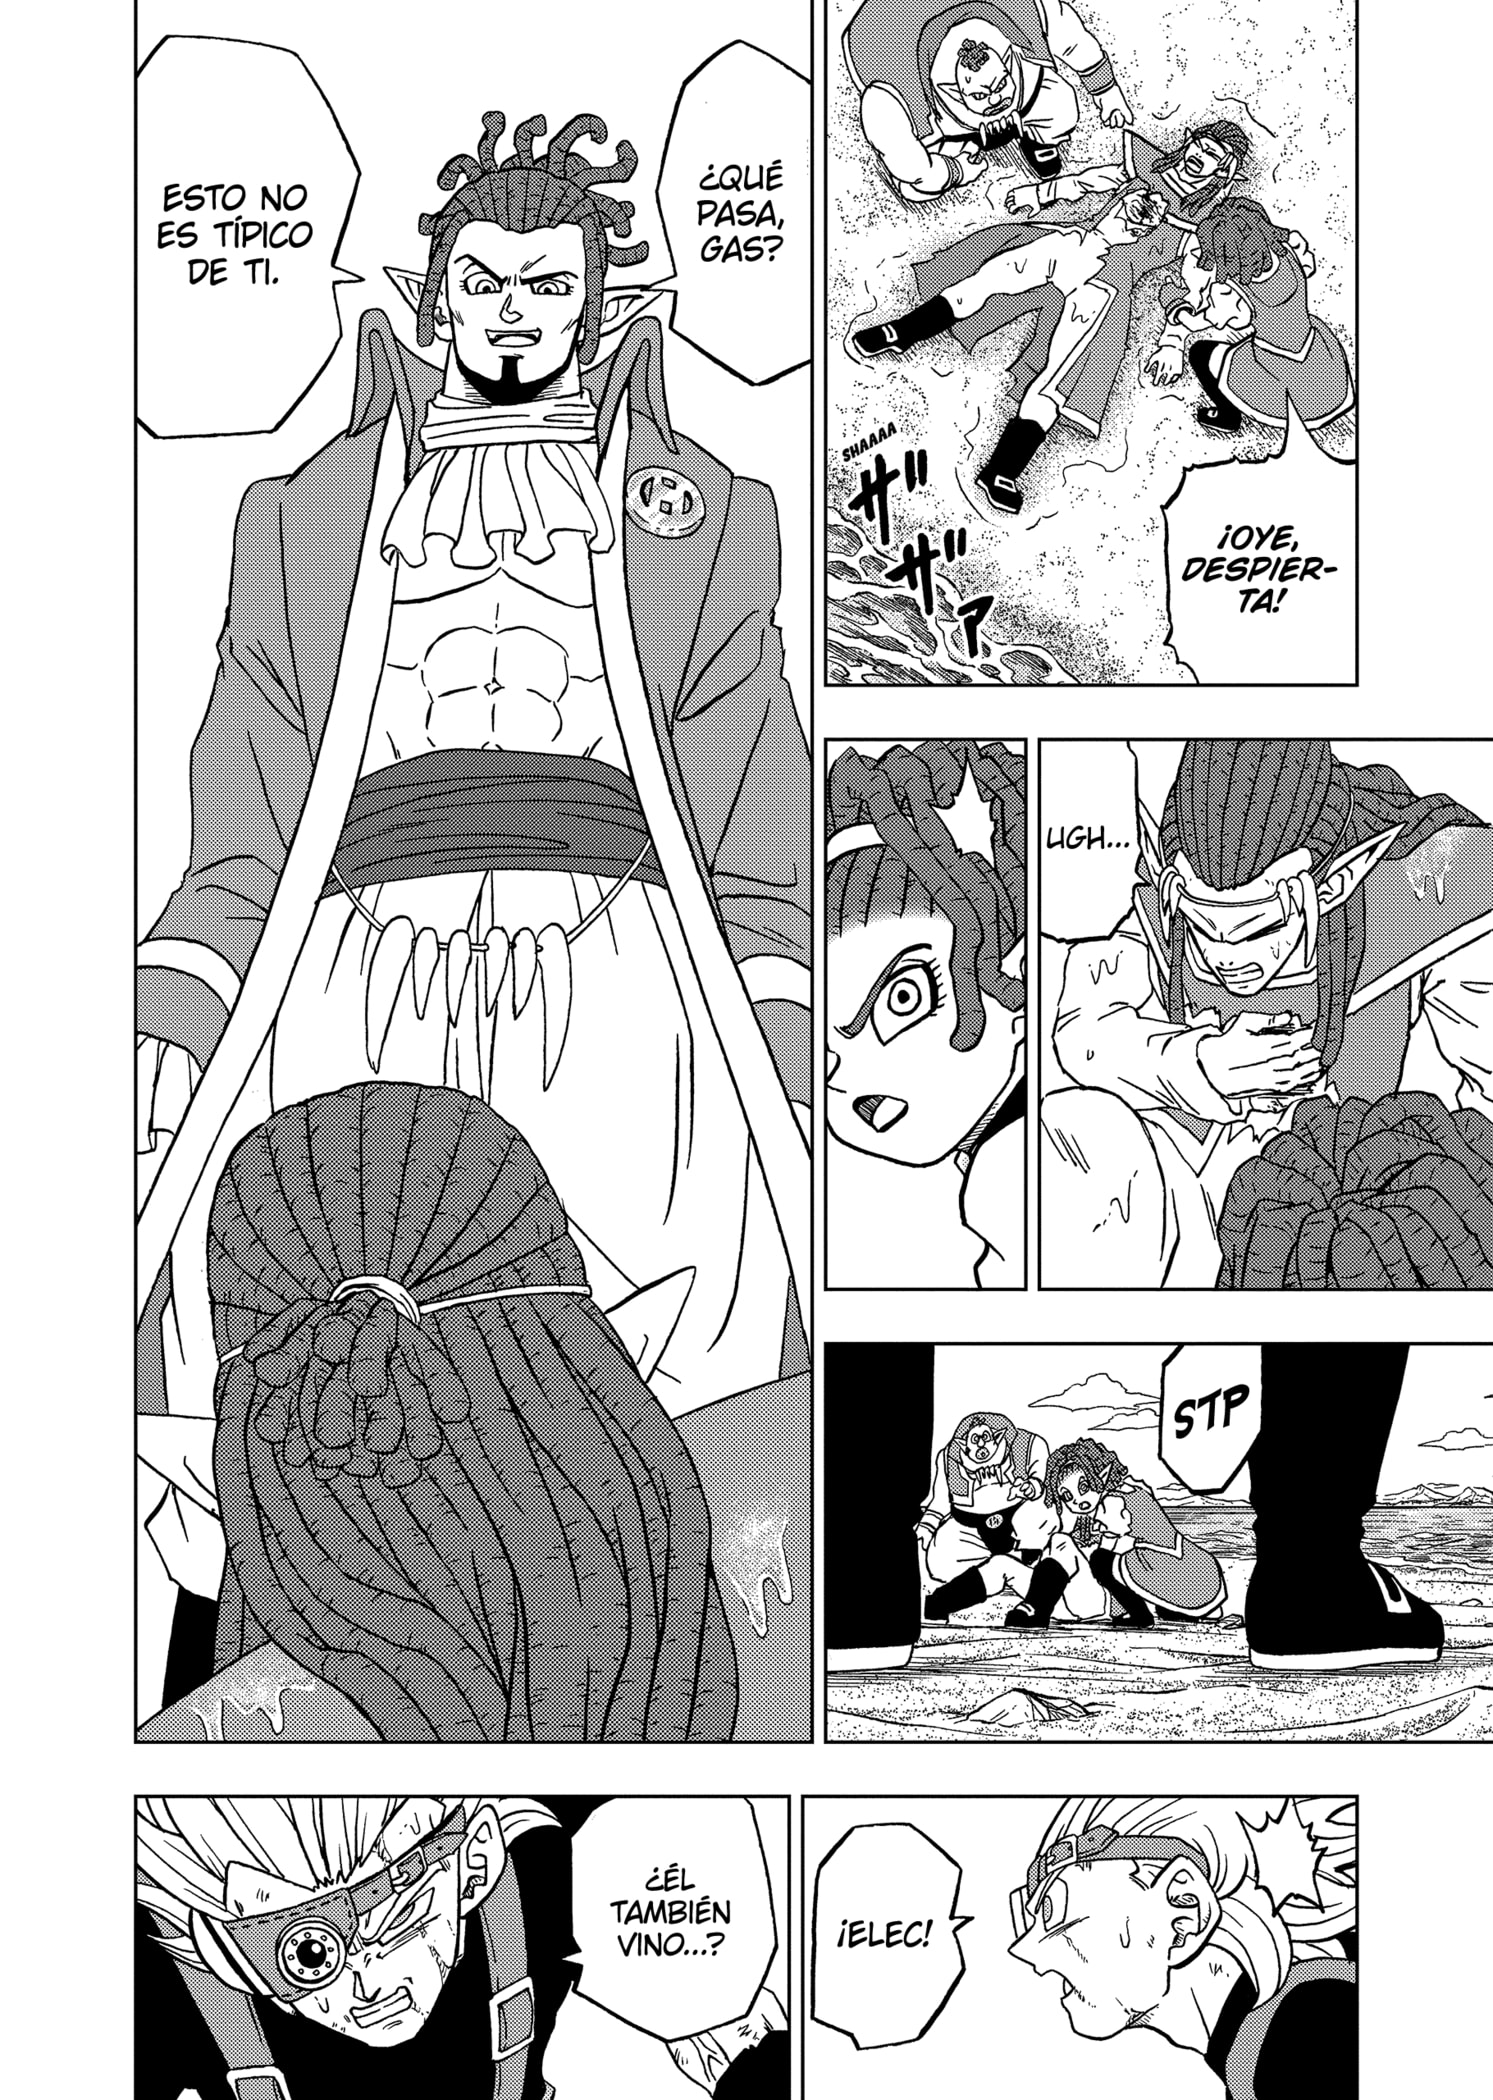 ¡OYE,
DESPIER-
TA!
SHAAAA
ザザァ
UGH...
STP
¿QUÉ
PASA,
GAS?
ESTO NO
ES TÍPICO
DE TI.
¡ELEC!
¿ÉL
TAMBIÉN
VINO...?